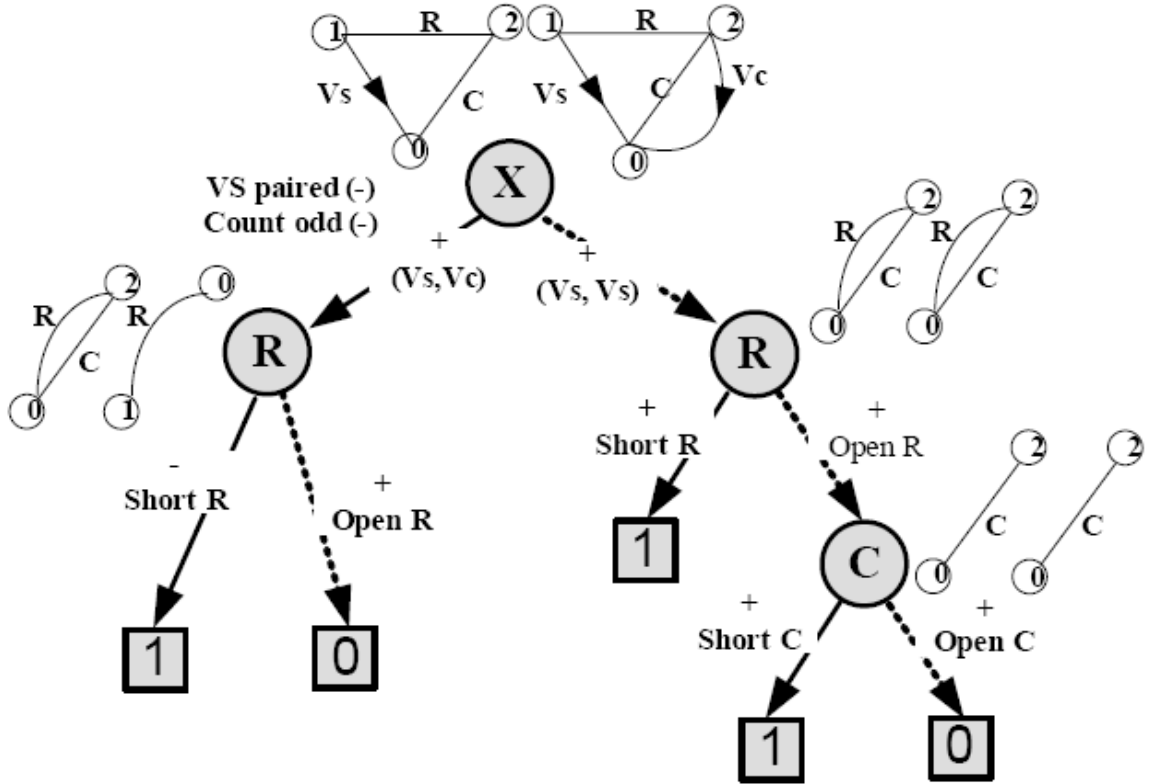 1 R 2 1 R 2
Vs C Vs C Vc
0 0
X
VS paired (-)
Count odd (-)
+ +
(Vs,Vc) (Vs, Vs)
2 0 2 2
R R R R
C C C
0 1 0 0
R R
+ +
Short R Open R
- +
Short R Open R
1
2 2
C C
0 0
C
+ +
Short C Open C
1 0
1 0